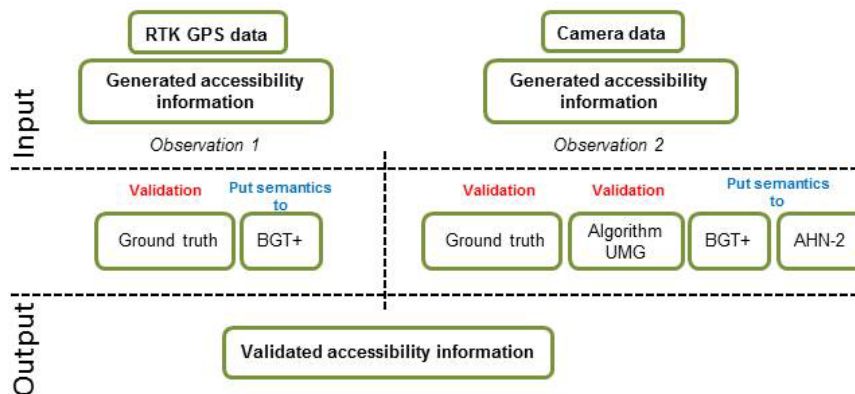 RTK GPS data
Camera data
Generated accessibility
information
Generated accessibility
information
Input
Observation 1
Observation 2
Validation
Put semantics
to
Validation
Validation
Put semantics
to
Ground truth
BGT+
Ground truth
Algorithm
UMG
BGT+
AHN-2
Output
Validated accessibility information